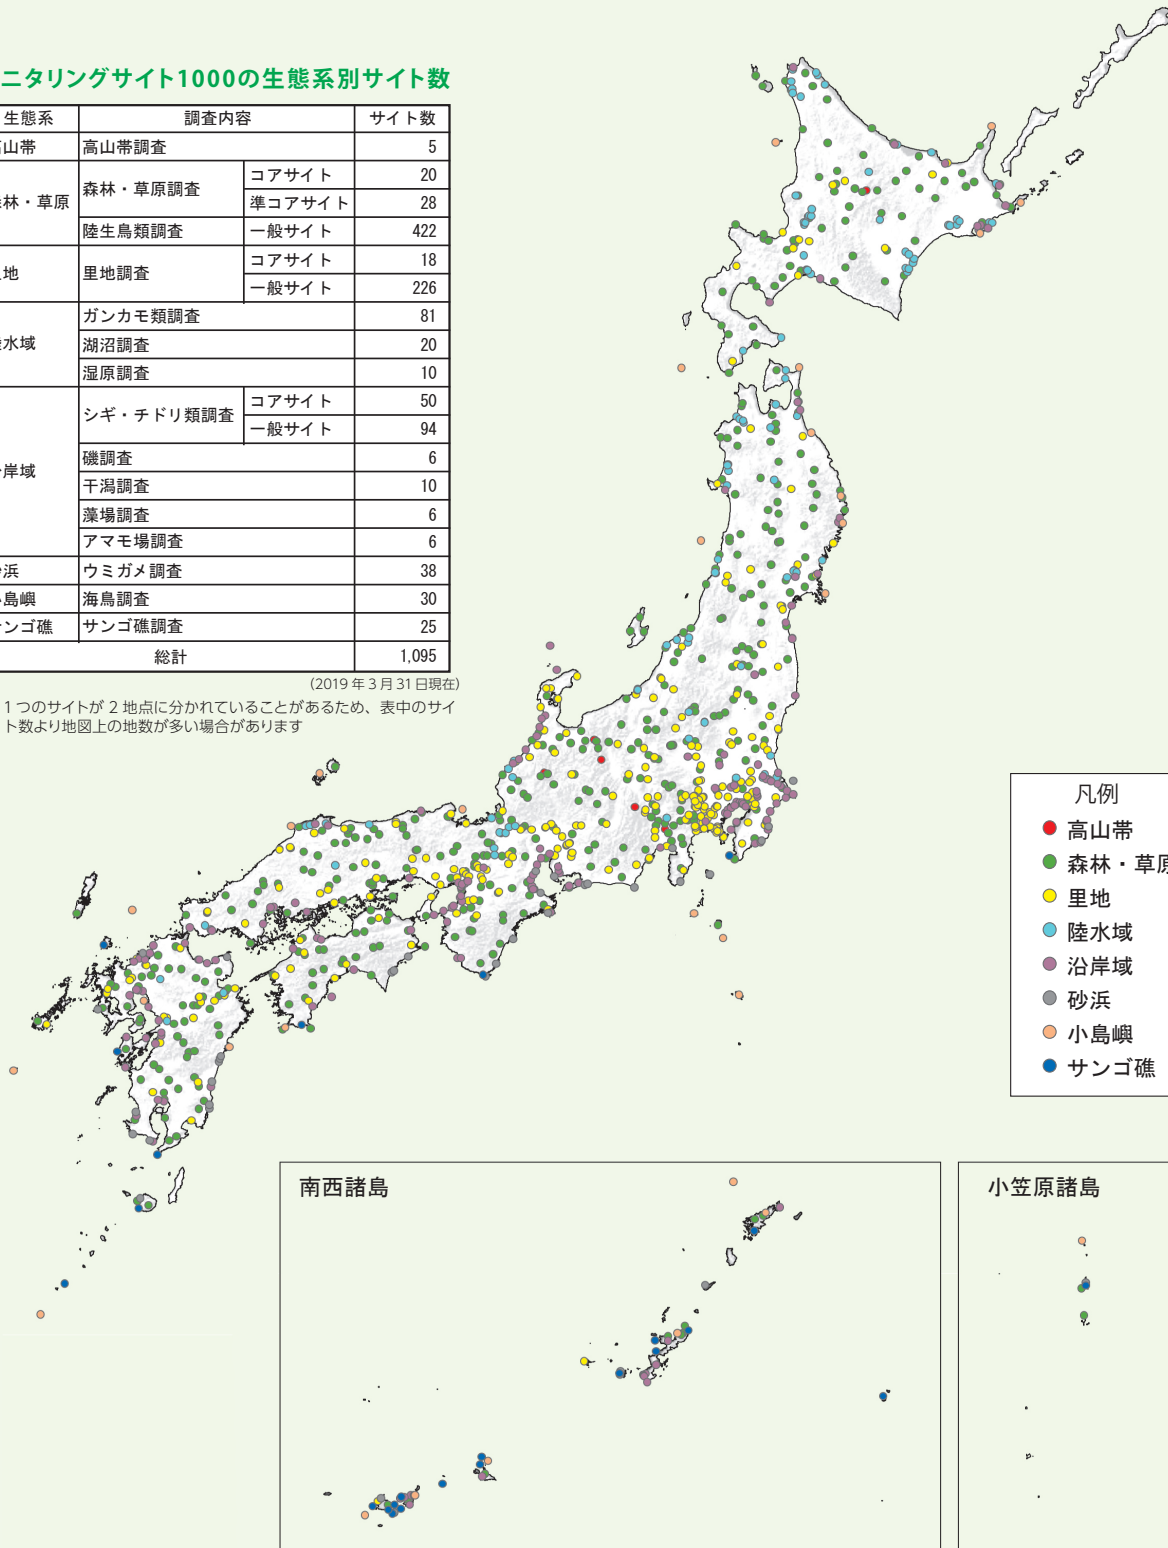 ニタリングサイト1000の生態系別サイト数
生態系 調査内容 サイト数
山帯 高山帯調査 5
林・草原 森林・草原調査 コアサイト 20
準コアサイト 28
陸生鳥類調査 一般サイト 422
地 里地調査 コアサイト 18
一般サイト 226
水域 ガンカモ類調査 81
湖沼調査 20
湿原調査 10
岸域 シギ・チドリ類調査 コアサイト 50
一般サイト 94
磯調査 6
干潟調査 10
藻場調査 6
アマモ場調査 6
浜 ウミガメ調査 38
島嶼 海鳥調査 30
ンゴ礁 サンゴ礁調査 25
総計 1,095
(2019年3月31日現在)
1つのサイトが2地点に分かれていることがあるため、表中のサイ
ト数より地図上の地数が多い場合があります
凡例
高山帯
森林・草原
里地
陸水域
沿岸域
砂浜
小島嶼
サンゴ礁
南西諸島
小笠原諸島